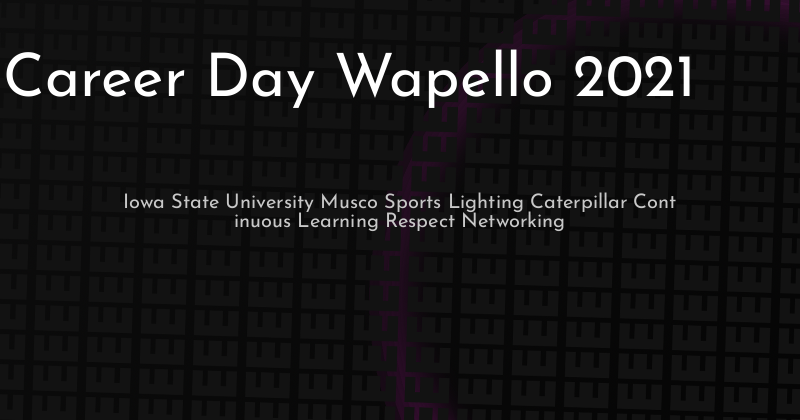 Career Day Wapello 2021
Iowa State University Musco Sports Lighting Caterpillar Cont
inuous Learning Respect Networking